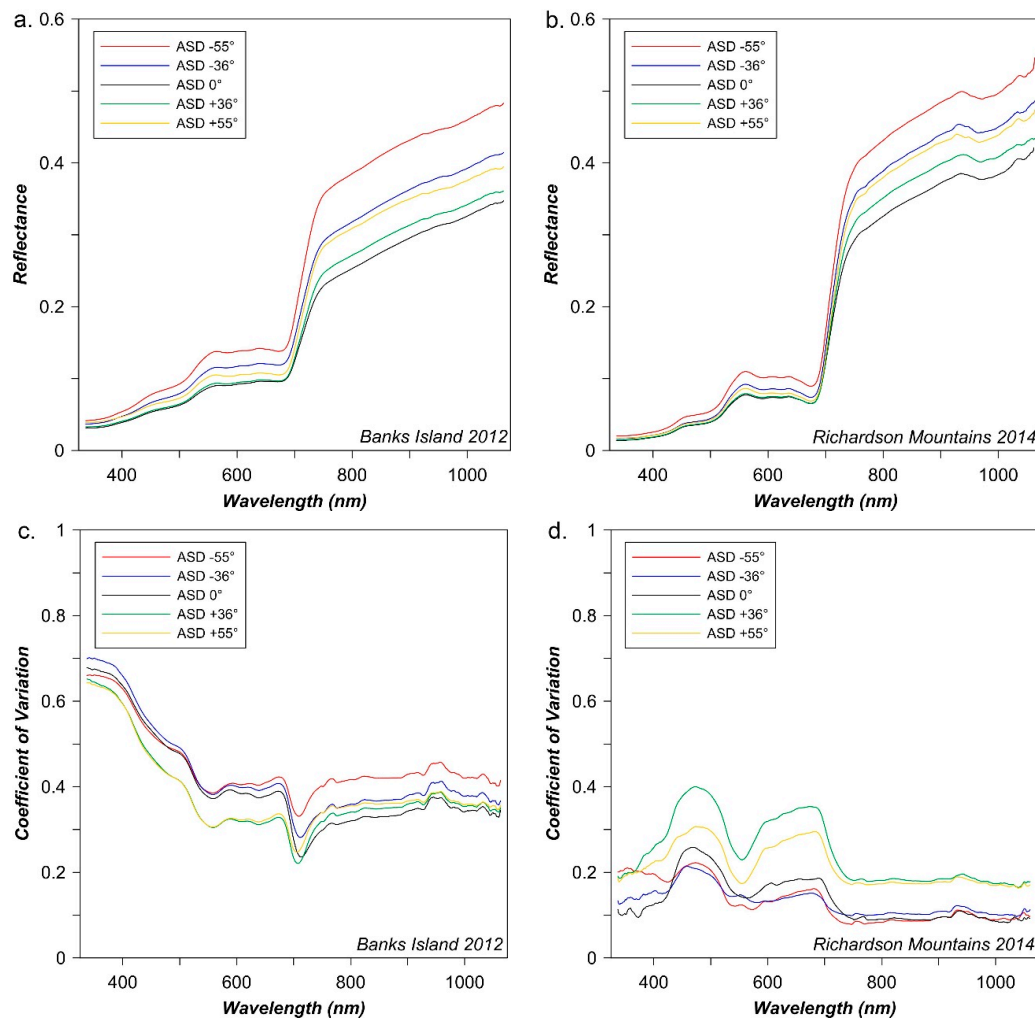 a.
0.6
ASD -55°
ASD -36°
ASD 0°
ASD +36°
ASD +55°
0.4
Reflectance
0.2
0
Banks Island 2012
400
600
800
1000
Wavelength (nm)
b.
0.6
ASD -55°
ASD -36°
ASD 0°
ASD +36°
ASD +55°
0.4
Reflectance
0.2
0
Richardson Mountains 2014
400
600
800
1000
Wavelength (nm)
c.
1
ASD -55°
ASD -36°
ASD 0°
ASD +36°
ASD +55°
0.8
0.6
Coefficient of Variation
0.4
0.2
0
Banks Island 2012
400
600
800
1000
Wavelength (nm)
d.
1
ASD -55°
ASD -36°
ASD 0°
ASD +36°
ASD +55°
0.8
0.6
Coefficient of Variation
0.4
0.2
0
Richardson Mountains 2014
400
600
800
1000
Wavelength (nm)